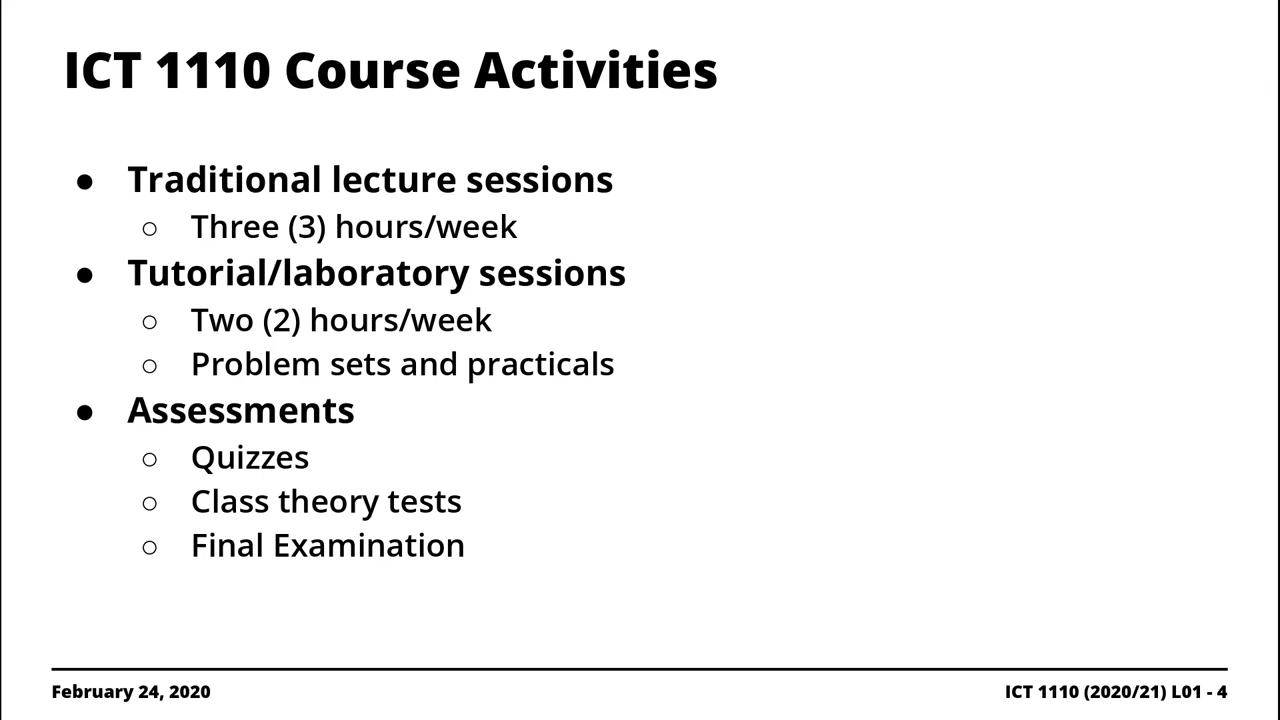 ICT 1110 Course Activities
● Traditional lecture sessions
○ Three (3) hours/week
● Tutorial/laboratory sessions
○ Two (2) hours/week
○ Problem sets and practicals
● Assessments
○ Quizzes
○ Class theory tests
○ Final Examination
February 24, 2020
ICT 1110 (2020/21) L01 - 4